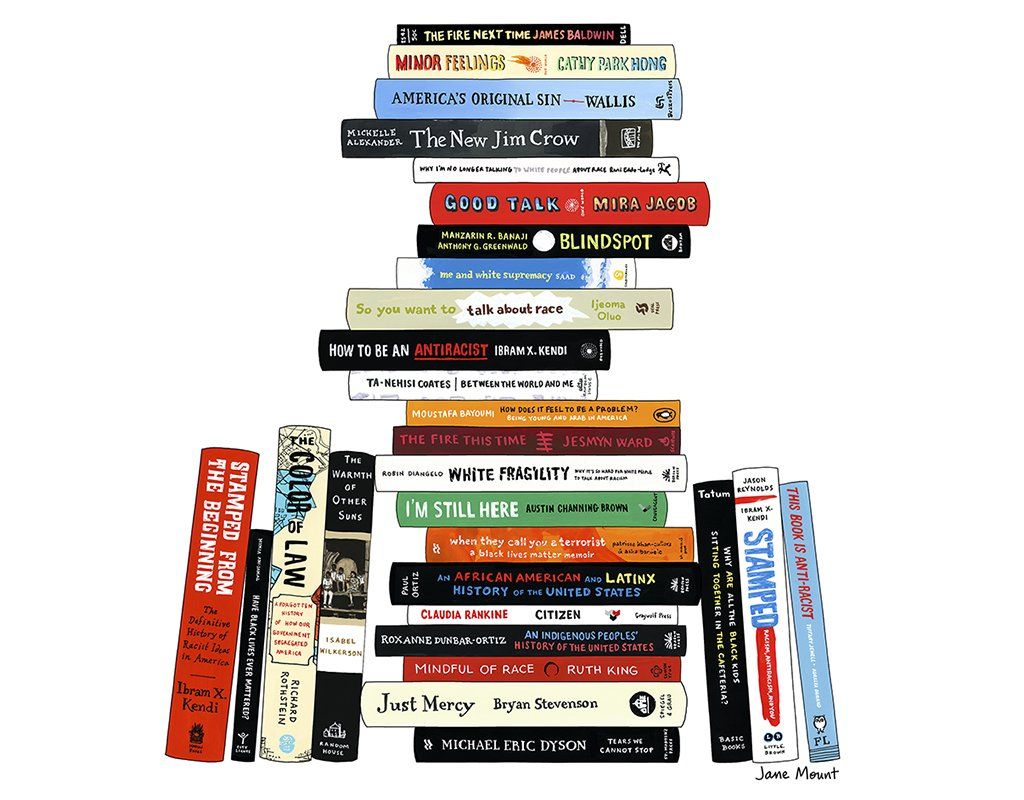 THE FIRE NEXT TIME JAMES BALDWIN DELL
MINOR FEELINGS CATHY PARK HONG
AMERICA'S ORIGINAL SIN WALLIS
MICHELLE ALEXANDER The New Jim Crow
WHY I'M NO LONGER TALKING TO WHITE PEOPLE ABOUT RACE Reni Eddo-Lodge
GOOD TALK MIRA JACOB
MAHZARIN R. BANAJI
ANTHONY G. GREENWALD BLINDSPOT
me and white supremacy SAAD
So you want to talk about race Ijeoma Oluo
HOW TO BE AN ANTIRACIST IBRAM X. KENDI
TA-NEHISI COATES BETWEEN THE WORLD AND ME
MOUSTAFA BAYOUMI HOW DOES IT FEEL TO BE A PROBLEM?
BEING YOUNG AND ARAB IN AMERICA
THE FIRE THIS TIME JESMYN WARD
ROBIN DIANGELO WHITE FRAGILITY WHY IT'S SO HARD FOR WHITE PEOPLE
TO TALK ABOUT RACISM
I'M STILL HERE AUSTIN CHANNING BROWN
when they call you a terrorist
a black lives matter memoir
PAUL ORTIZ AN AFRICAN AMERICAN AND LATINX
HISTORY OF THE UNITED STATES
CLAUDIA RANKINE CITIZEN Graywolf Press
ROXANNE DUNBAR-ORTIZ AN INDIGENOUS PEOPLES'
HISTORY OF THE UNITED STATES
MINDFUL OF RACE RUTH KING
Just Mercy Bryan Stevenson SPIEGEL & GRAU
MICHAEL ERIC DYSON TEARS WE
CANNOT STOP
STAMPED FROM
THE BEGINNING
The
Definitive
History of
Racist Ideas
in America
Ibram X.
Kendi
HAVE BLACK LIVES EVER MATTERED?
CITY LIGHTS
THE
COLOR
OF
LAW
A FORGOTTEN
HISTORY
OF HOW OUR
GOVERNMENT
SEGREGATED
AMERICA
RICHARD
ROTHSTEIN
THE
WARMTH
OF
OTHER
SUNS
ISABEL
WILKERSON
RANDOM
HOUSE
Tatum
WHY ARE ALL THE BLACK KIDS
SITTING TOGETHER IN THE CAFETERIA?
BASIC
BOOKS
JASON
REYNOLDS
IBRAM X.
KENDI
STAMPED
RACISM, ANTIRACISM, AND YOU
LITTLE,
BROWN
THIS BOOK IS ANTI-RACIST
FL
Jane Mount